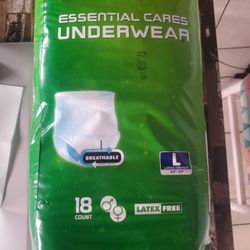 ESSENTIAL CARES
UNDERWEAR
BREATHABLE
L
18
COUNT
LATEX FREE